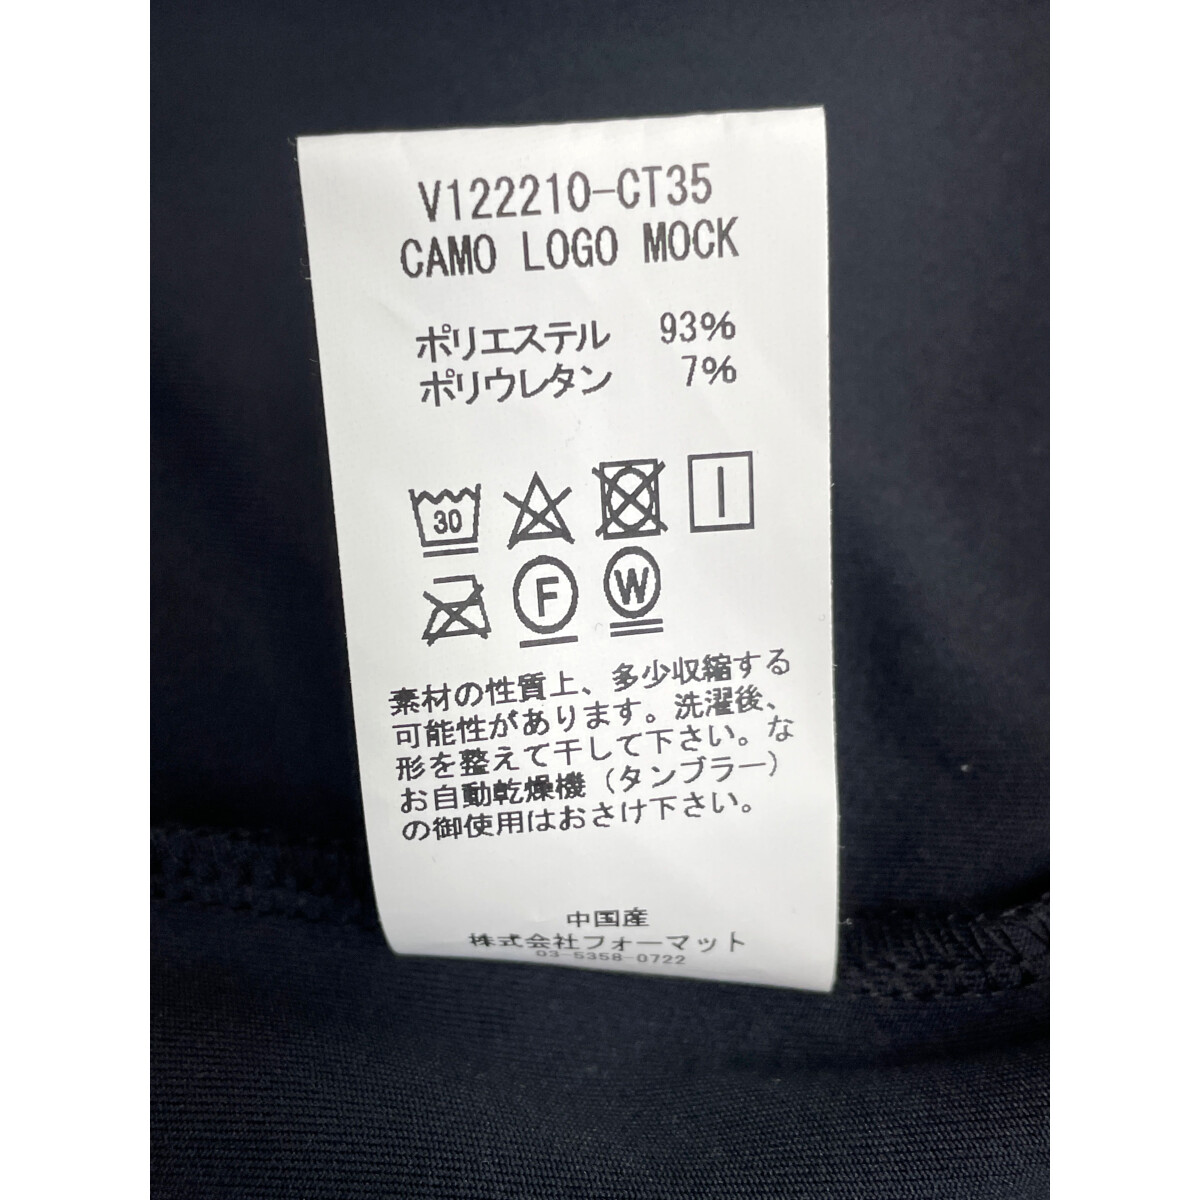 V122210-CT35
CAMO LOGO MOCK
ポリエステル 93%
ポリウレタン 7%
30
F W
素材の性質上、多少収縮する
可能性があります。洗濯後、
形を整えて干して下さい。な
お自動乾燥機（タンブラー）
の御使用はおさけ下さい。
中国産
株式会社フォーマット
03-5358-0722